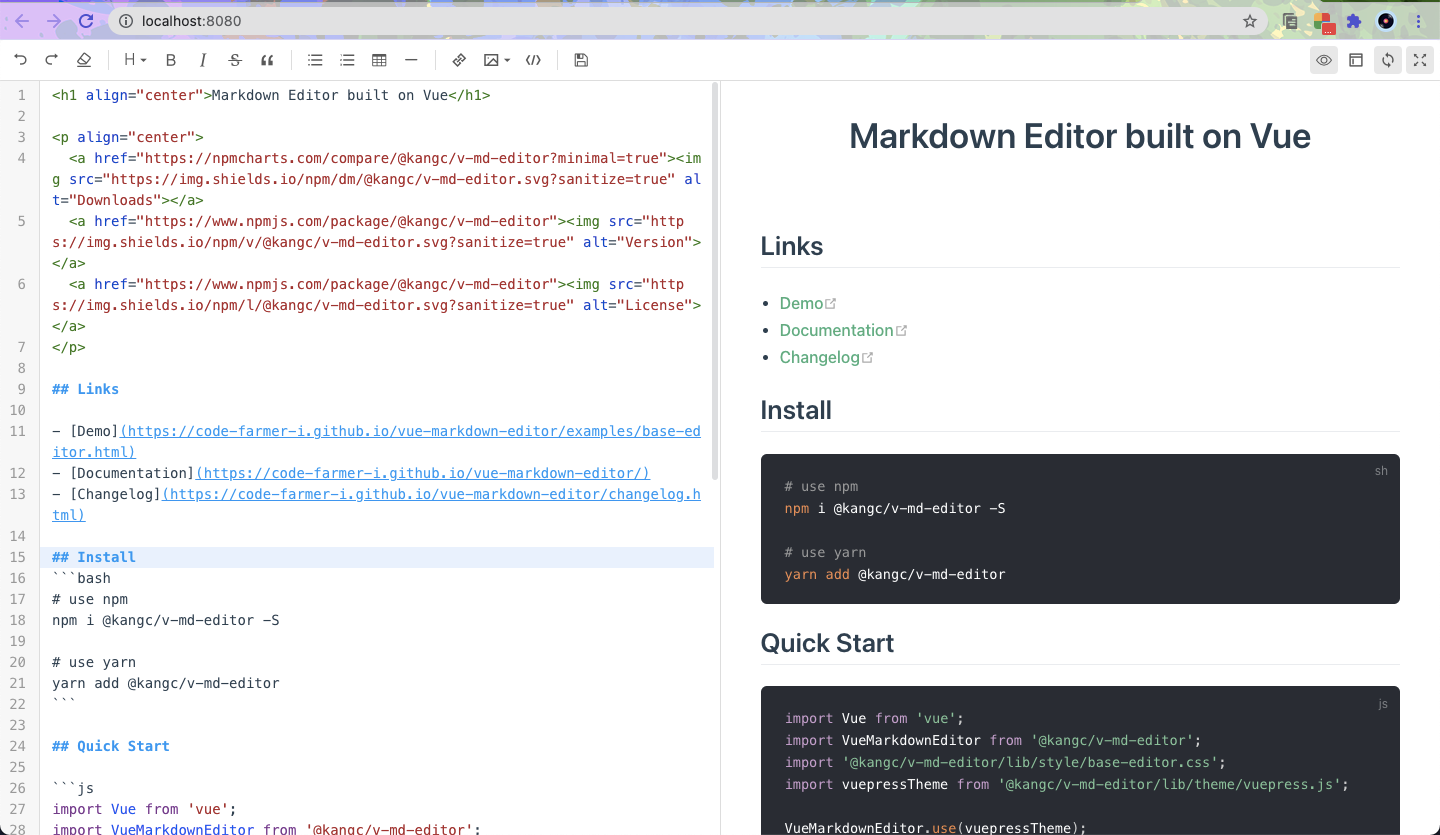 localhost:8080
...
H B I S
1 <h1 align="center">Markdown Editor built on Vue</h1>
2
3 <p align="center">
4   <a href="https://npmcharts.com/compare/@kangc/v-md-editor?minimal=true"><im
g src="https://img.shields.io/npm/dm/@kangc/v-md-editor.svg?sanitize=true" al
t="Downloads"></a>
5   <a href="https://www.npmjs.com/package/@kangc/v-md-editor"><img src="http
s://img.shields.io/npm/v/@kangc/v-md-editor.svg?sanitize=true" alt="Version">
</a>
6   <a href="https://www.npmjs.com/package/@kangc/v-md-editor"><img src="http
s://img.shields.io/npm/l/@kangc/v-md-editor.svg?sanitize=true" alt="License">
</a>
7 </p>
8
9 ## Links
10
11 - [Demo](https://code-farmer-i.github.io/vue-markdown-editor/examples/base-ed
itor.html)
12 - [Documentation](https://code-farmer-i.github.io/vue-markdown-editor/)
13 - [Changelog](https://code-farmer-i.github.io/vue-markdown-editor/changelog.h
tml)
14
15 ## Install
16 ```bash
17 # use npm
18 npm i @kangc/v-md-editor -S
19
20 # use yarn
21 yarn add @kangc/v-md-editor
22 ```
23
24 ## Quick Start
25
26 ```js
27 import Vue from 'vue';
28 import VueMarkdownEditor from '@kangc/v-md-editor';
Markdown Editor built on Vue
Links
• Demo
• Documentation
• Changelog
Install
sh
# use npm
npm i @kangc/v-md-editor -S
# use yarn
yarn add @kangc/v-md-editor
Quick Start
js
import Vue from 'vue';
import VueMarkdownEditor from '@kangc/v-md-editor';
import '@kangc/v-md-editor/lib/style/base-editor.css';
import vuepressTheme from '@kangc/v-md-editor/lib/theme/vuepress.js';
VueMarkdownEditor.use(vuepressTheme);